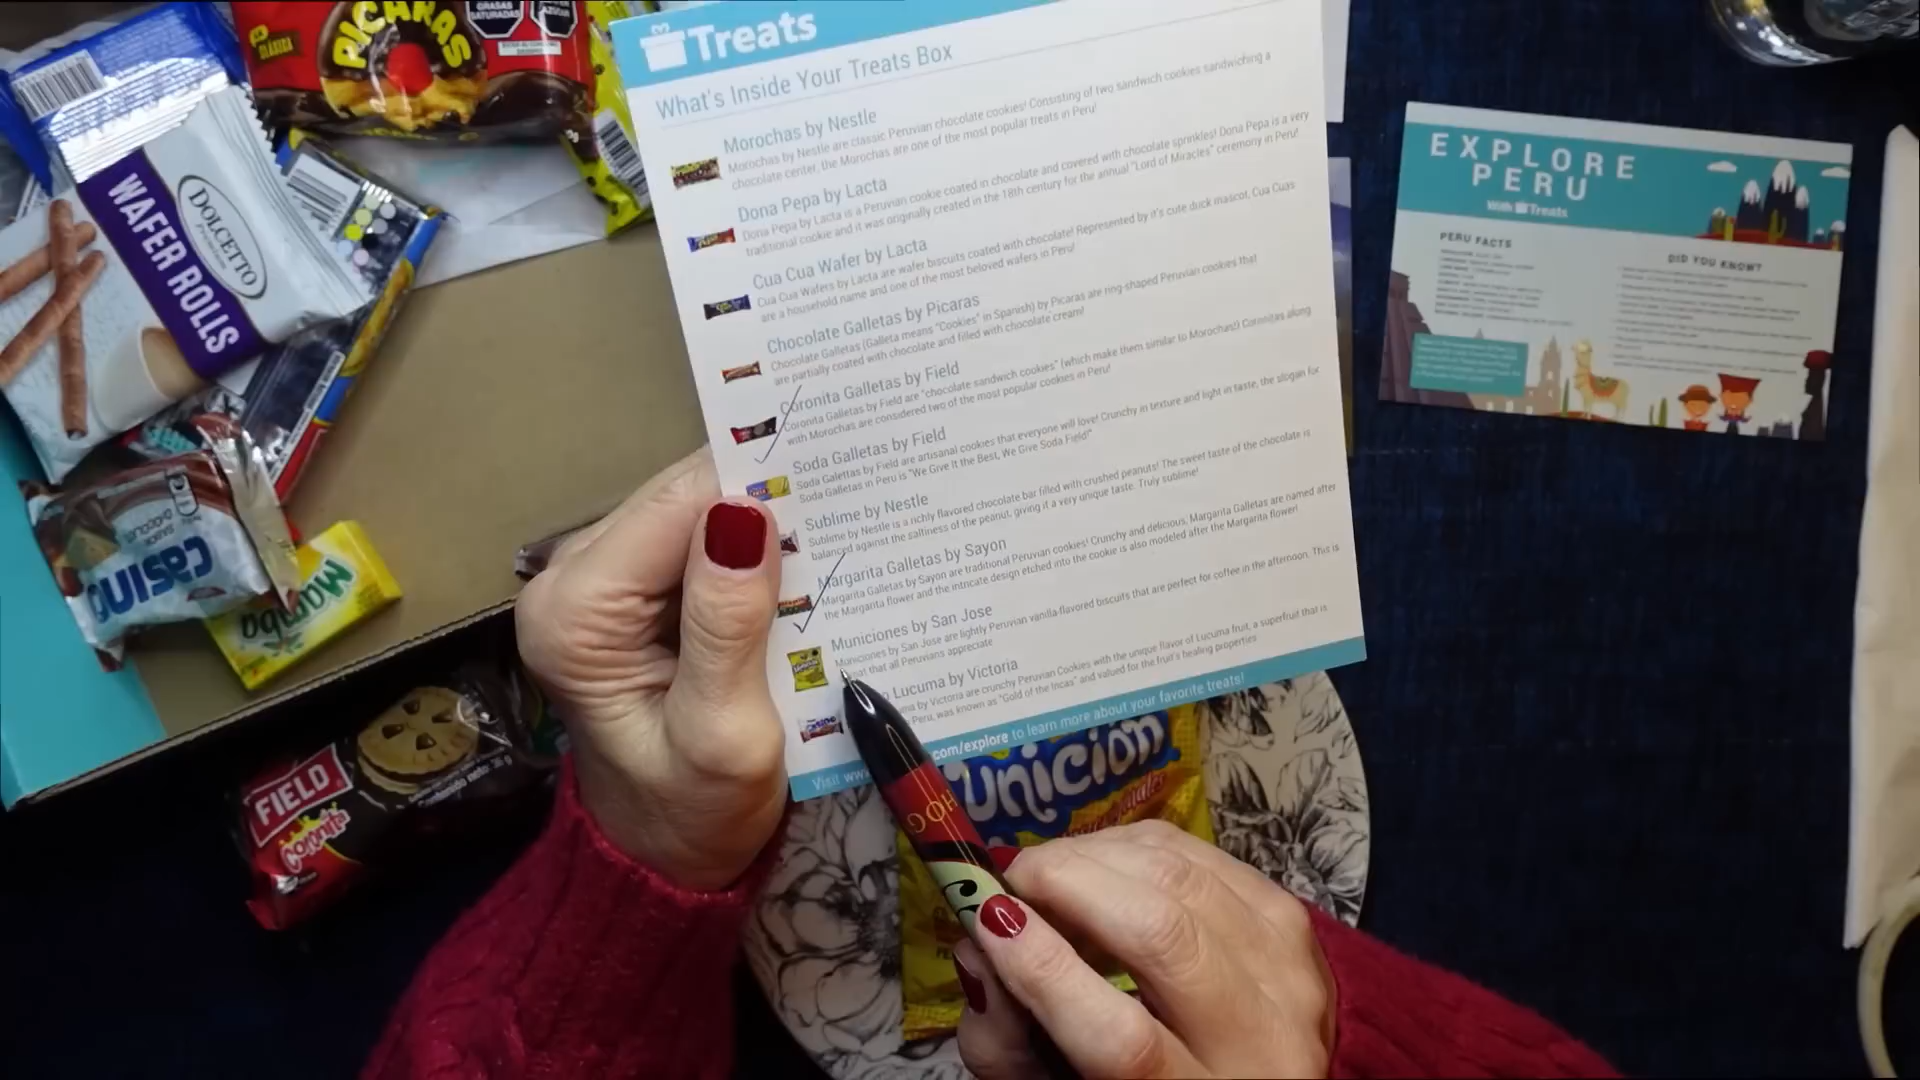 Treats
What's Inside Your Treats Box
Morochas by Nestle
Morochas by Nestle are classic Peruvian chocolate cookies! Consisting of two sandwich cookies sandwiching a
chocolate center, the Morochas are one of the most popular treats in Peru!
Dona Pepa by Lacta
Dona Pepa by Lacta is a Peruvian cookie coated in chocolate and covered with chocolate sprinkles! Dona Pepa is a very
traditional cookie and it was originally created in the 18th century for the annual "Lord of Miracles" ceremony in Peru!
Cua Cua Wafer by Lacta
Cua Cua Wafers by Lacta are wafer biscuits coated with chocolate! Represented by it's cute duck mascot, Cua Cuas
are a household name and one of the most beloved wafers in Peru!
Chocolate Galletas by Picaras
Chocolate Galletas (Galleta means "Cookies" in Spanish) by Picaras are ring-shaped Peruvian cookies that
are partially coated with chocolate and filled with chocolate cream!
Coronita Galletas by Field
Coronita Galletas by Field are "chocolate sandwich cookies" (which make them similar to Morochas!) Coronitas along
with Morochas are considered two of the most popular cookies in Peru!
Soda Galletas by Field
Soda Galettas by Field are artisanal cookies that everyone will love! Crunchy in texture and light in taste, the slogan for
Soda Galletas in Peru is "We Give It the Best, We Give Soda Field!"
Sublime by Nestle
Sublime by Nestle is a richly flavored chocolate bar filled with crushed peanuts! The sweet taste of the chocolate is
balanced against the saltiness of the peanut, giving it a very unique taste. Truly sublime!
Margarita Galletas by Sayon
Margarita Galletas by Sayon are traditional Peruvian cookies! Crunchy and delicious, Margarita Galletas are named after
the Margarita flower and the intricate design etched into the cookie is also modeled after the Margarita flower!
Municiones by San Jose
Municiones by San Jose are lightly Peruvian vanilla-flavored biscuits that are perfect for coffee in the afternoon. This is
that all Peruvians appreciate
Lucuma by Victoria
by Victoria are crunchy Peruvian Cookies with the unique flavor of Lucuma fruit, a superfruit that is
Peru, was known as "Gold of the Incas" and valued for the fruit's healing properties
Visit www
.com/explore to learn more about your favorite treats!
EXPLORE
PERU
With Treats
PERU FACTS
DID YOU KNOW?
PICARAS
CLÁSICA
GRASAS
SATURADAS
AZÚCAR
DOLCETTO
WAFER ROLLS
Casino
SABOR
CHOCOLATE
Mamba
FIELD
Coronita
Contenido neto: 36 g
unicion
HOG